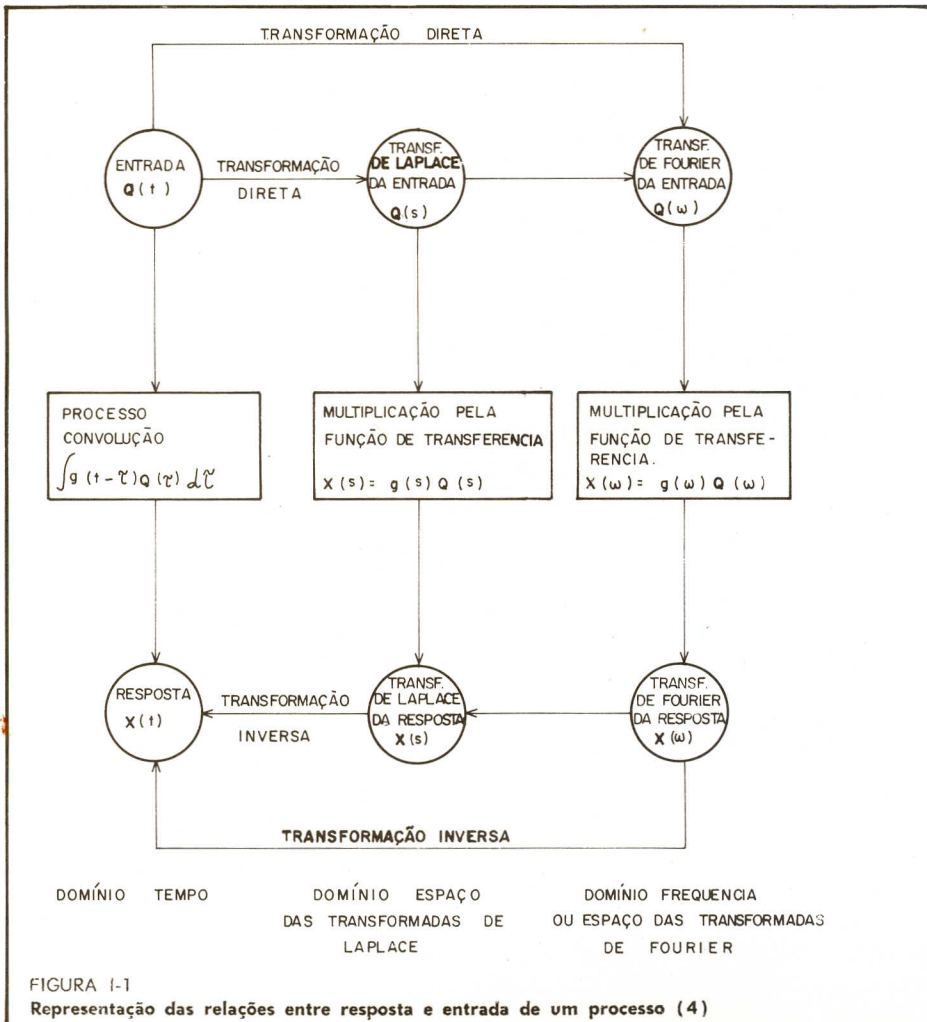 TRANSFORMAÇÃO DIRETA
ENTRADA
Q(t)
TRANSFORMAÇÃO
DIRETA
TRANSF.
DE LAPLACE
DA ENTRADA
Q(s)
TRANSF.
DE FOURIER
DA ENTRADA
Q(ω)
PROCESSO
CONVOLUÇÃO
∫g(t-τ)Q(τ)dτ
MULTIPLICAÇÃO PELA
FUNÇÃO DE TRANSFERENCIA
X(s)= g(s)Q(s)
MULTIPLICAÇÃO PELA
FUNÇÃO DE TRANSFE-
RENCIA.
X(ω)= g(ω)Q(ω)
RESPOSTA
X(t)
TRANSFORMAÇÃO
INVERSA
TRANSF.
DE LAPLACE
DA RESPOSTA
X(s)
TRANSF.
DE FOURIER
DA RESPOSTA
X(ω)
TRANSFORMAÇÃO INVERSA
DOMÍNIO TEMPO
DOMÍNIO ESPAÇO
DAS TRANSFORMADAS DE
LAPLACE
DOMÍNIO FREQUENCIA
OU ESPAÇO DAS TRANSFORMADAS
DE FOURIER
FIGURA I-1
Representação das relações entre resposta e entrada de um processo (4)